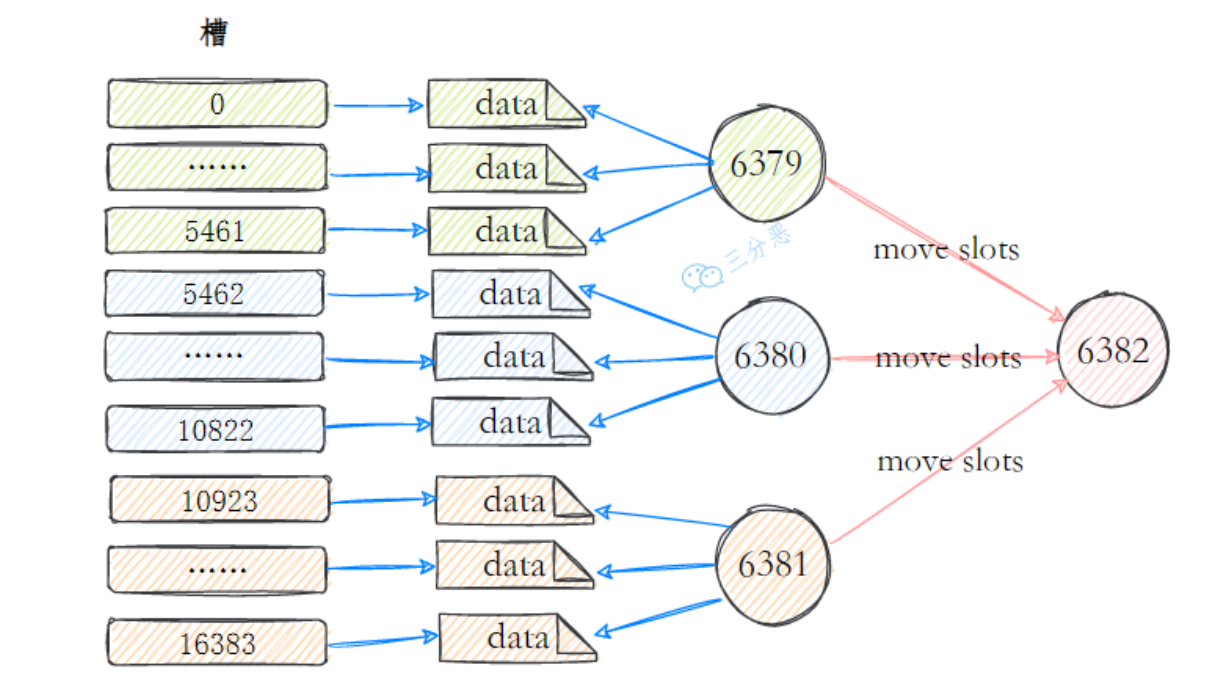 槽
0 data
…… data
5461 data
5462 data
…… data
10822 data
10923 data
…… data
16383 data
6379
三分恶
move slots
6380
move slots
6382
move slots
6381